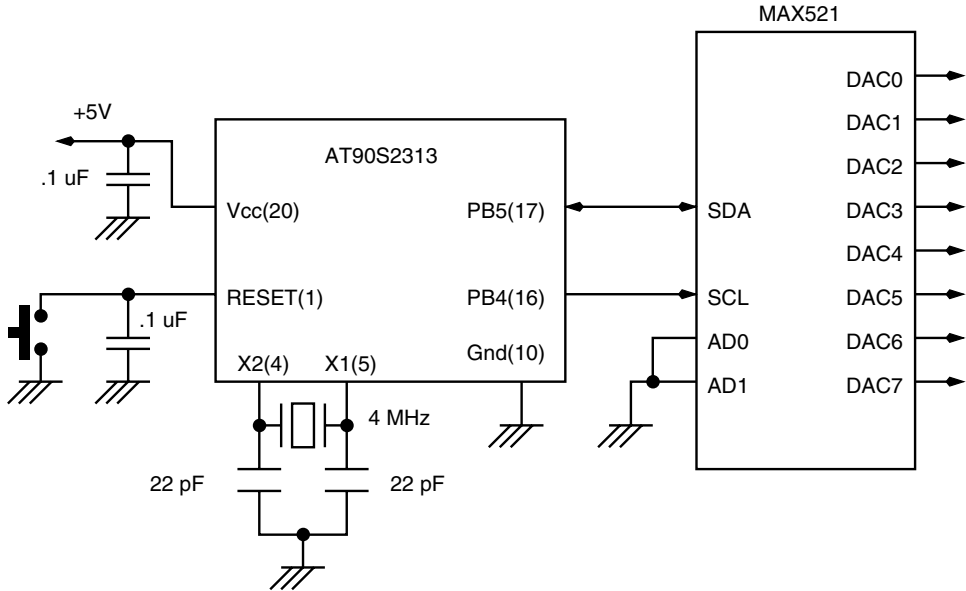 MAX521
DAC0
+5V
DAC1
AT90S2313
DAC2
.1 uF
Vcc(20)
PB5(17)
SDA
DAC3
DAC4
RESET(1)
PB4(16)
SCL
DAC5
.1 uF
AD0
DAC6
Gnd(10)
X2(4)
X1(5)
AD1
DAC7
4 MHz
22 pF
22 pF